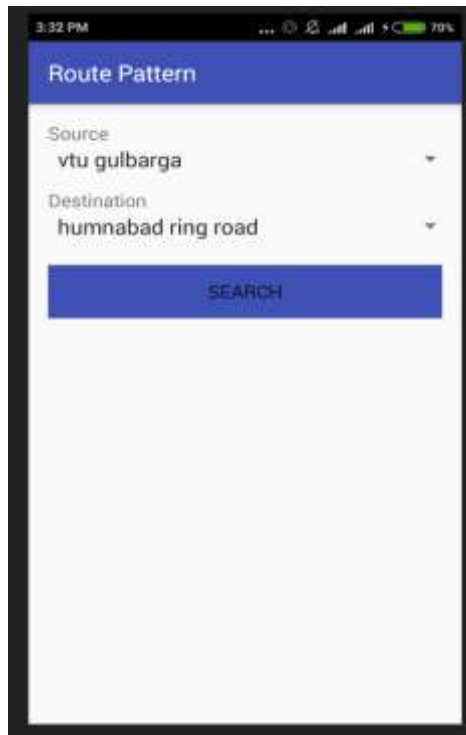 3:32 PM ... 70%
Route Pattern
Source
vtu gulbarga
Destination
humnabad ring road
SEARCH